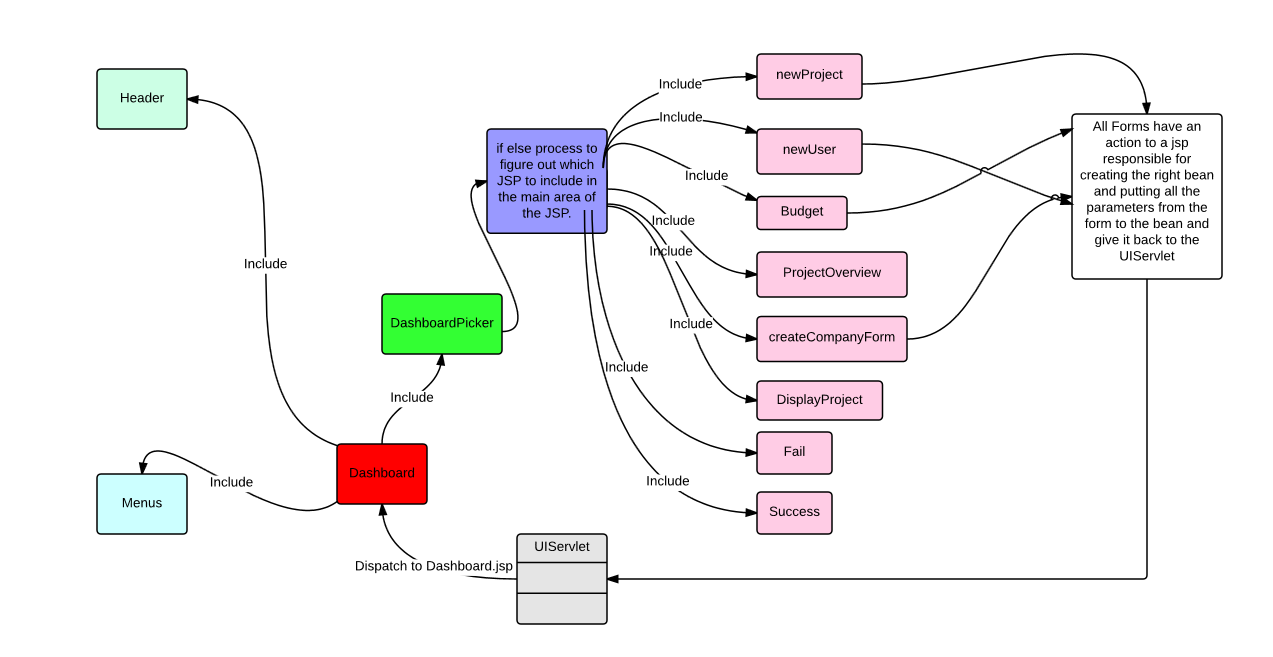 Header
Include
Menus
Include
Dashboard
Include
DashboardPicker
if else process to
figure out which
JSP to include in
the main area of
the JSP.
Include
newProject
Include
newUser
Include
Budget
Include
ProjectOverview
Include
createCompanyForm
Include
DisplayProject
Include
Fail
Include
Success
All Forms have an
action to a jsp
responsible for
creating the right bean
and putting all the
parameters from the
form to the bean and
give it back to the
UIServlet
UIServlet
Dispatch to Dashboard.jsp